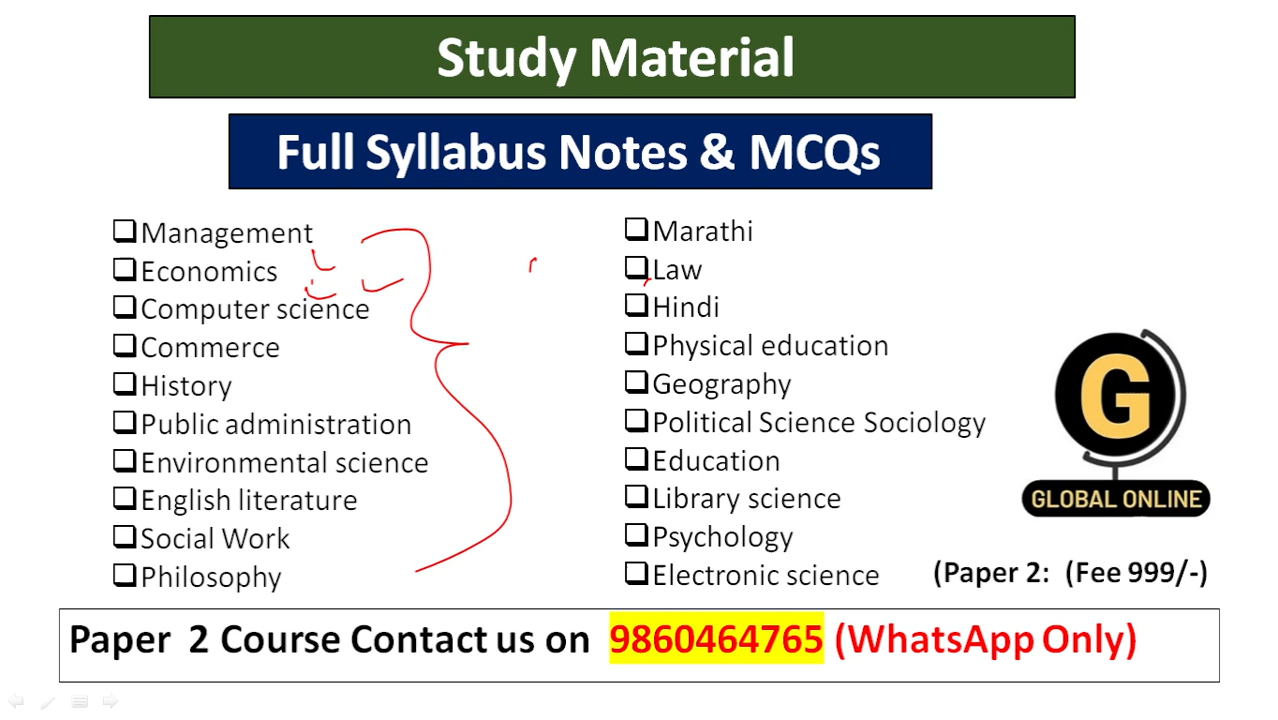 Study Material
Full Syllabus Notes & MCQs
Management
Economics
Computer science
Commerce
History
Public administration
Environmental science
English literature
Social Work
Philosophy
Marathi
Law
Hindi
Physical education
Geography
Political Science Sociology
Education
Library science
Psychology
Electronic science
G
GLOBAL ONLINE
(Paper 2: (Fee 999/-)
Paper 2 Course Contact us on 9860464765 (WhatsApp Only)